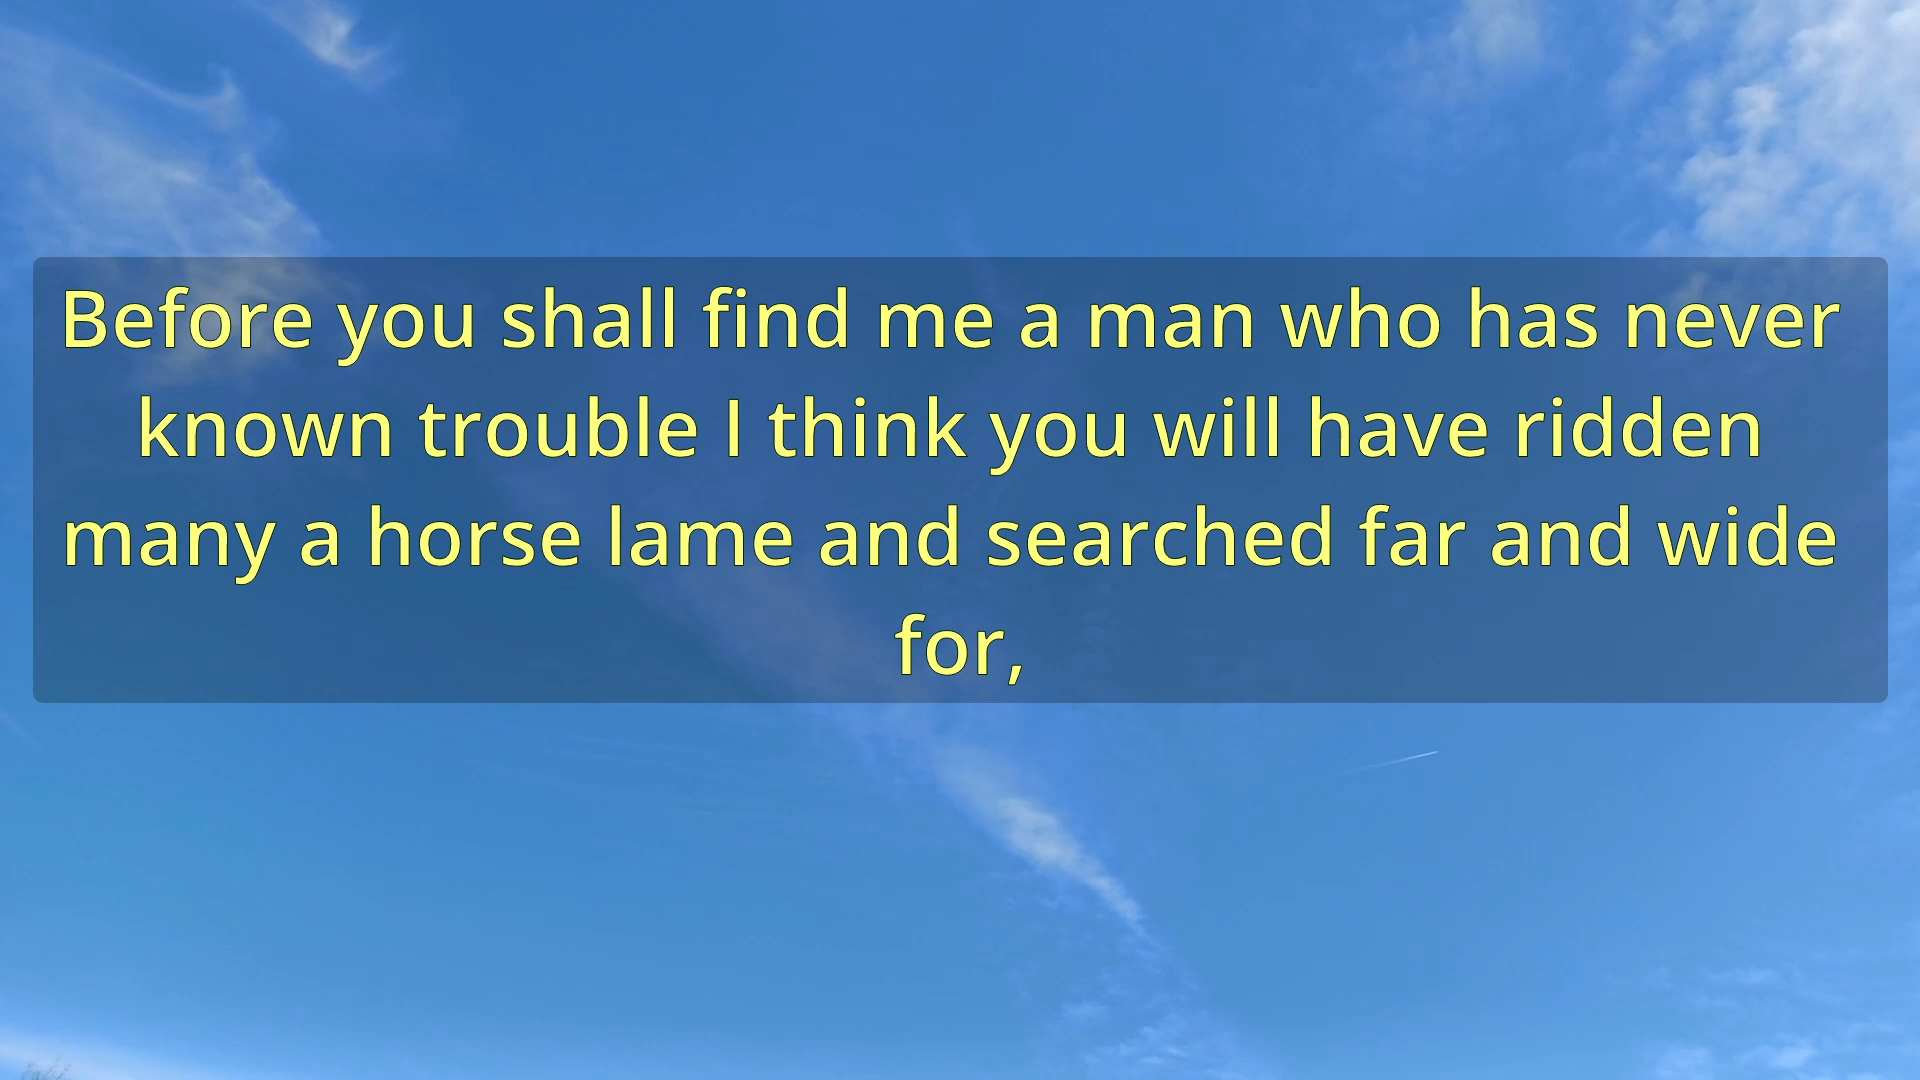 Before you shall find me a man who has never
known trouble I think you will have ridden
many a horse lame and searched far and wide
for,